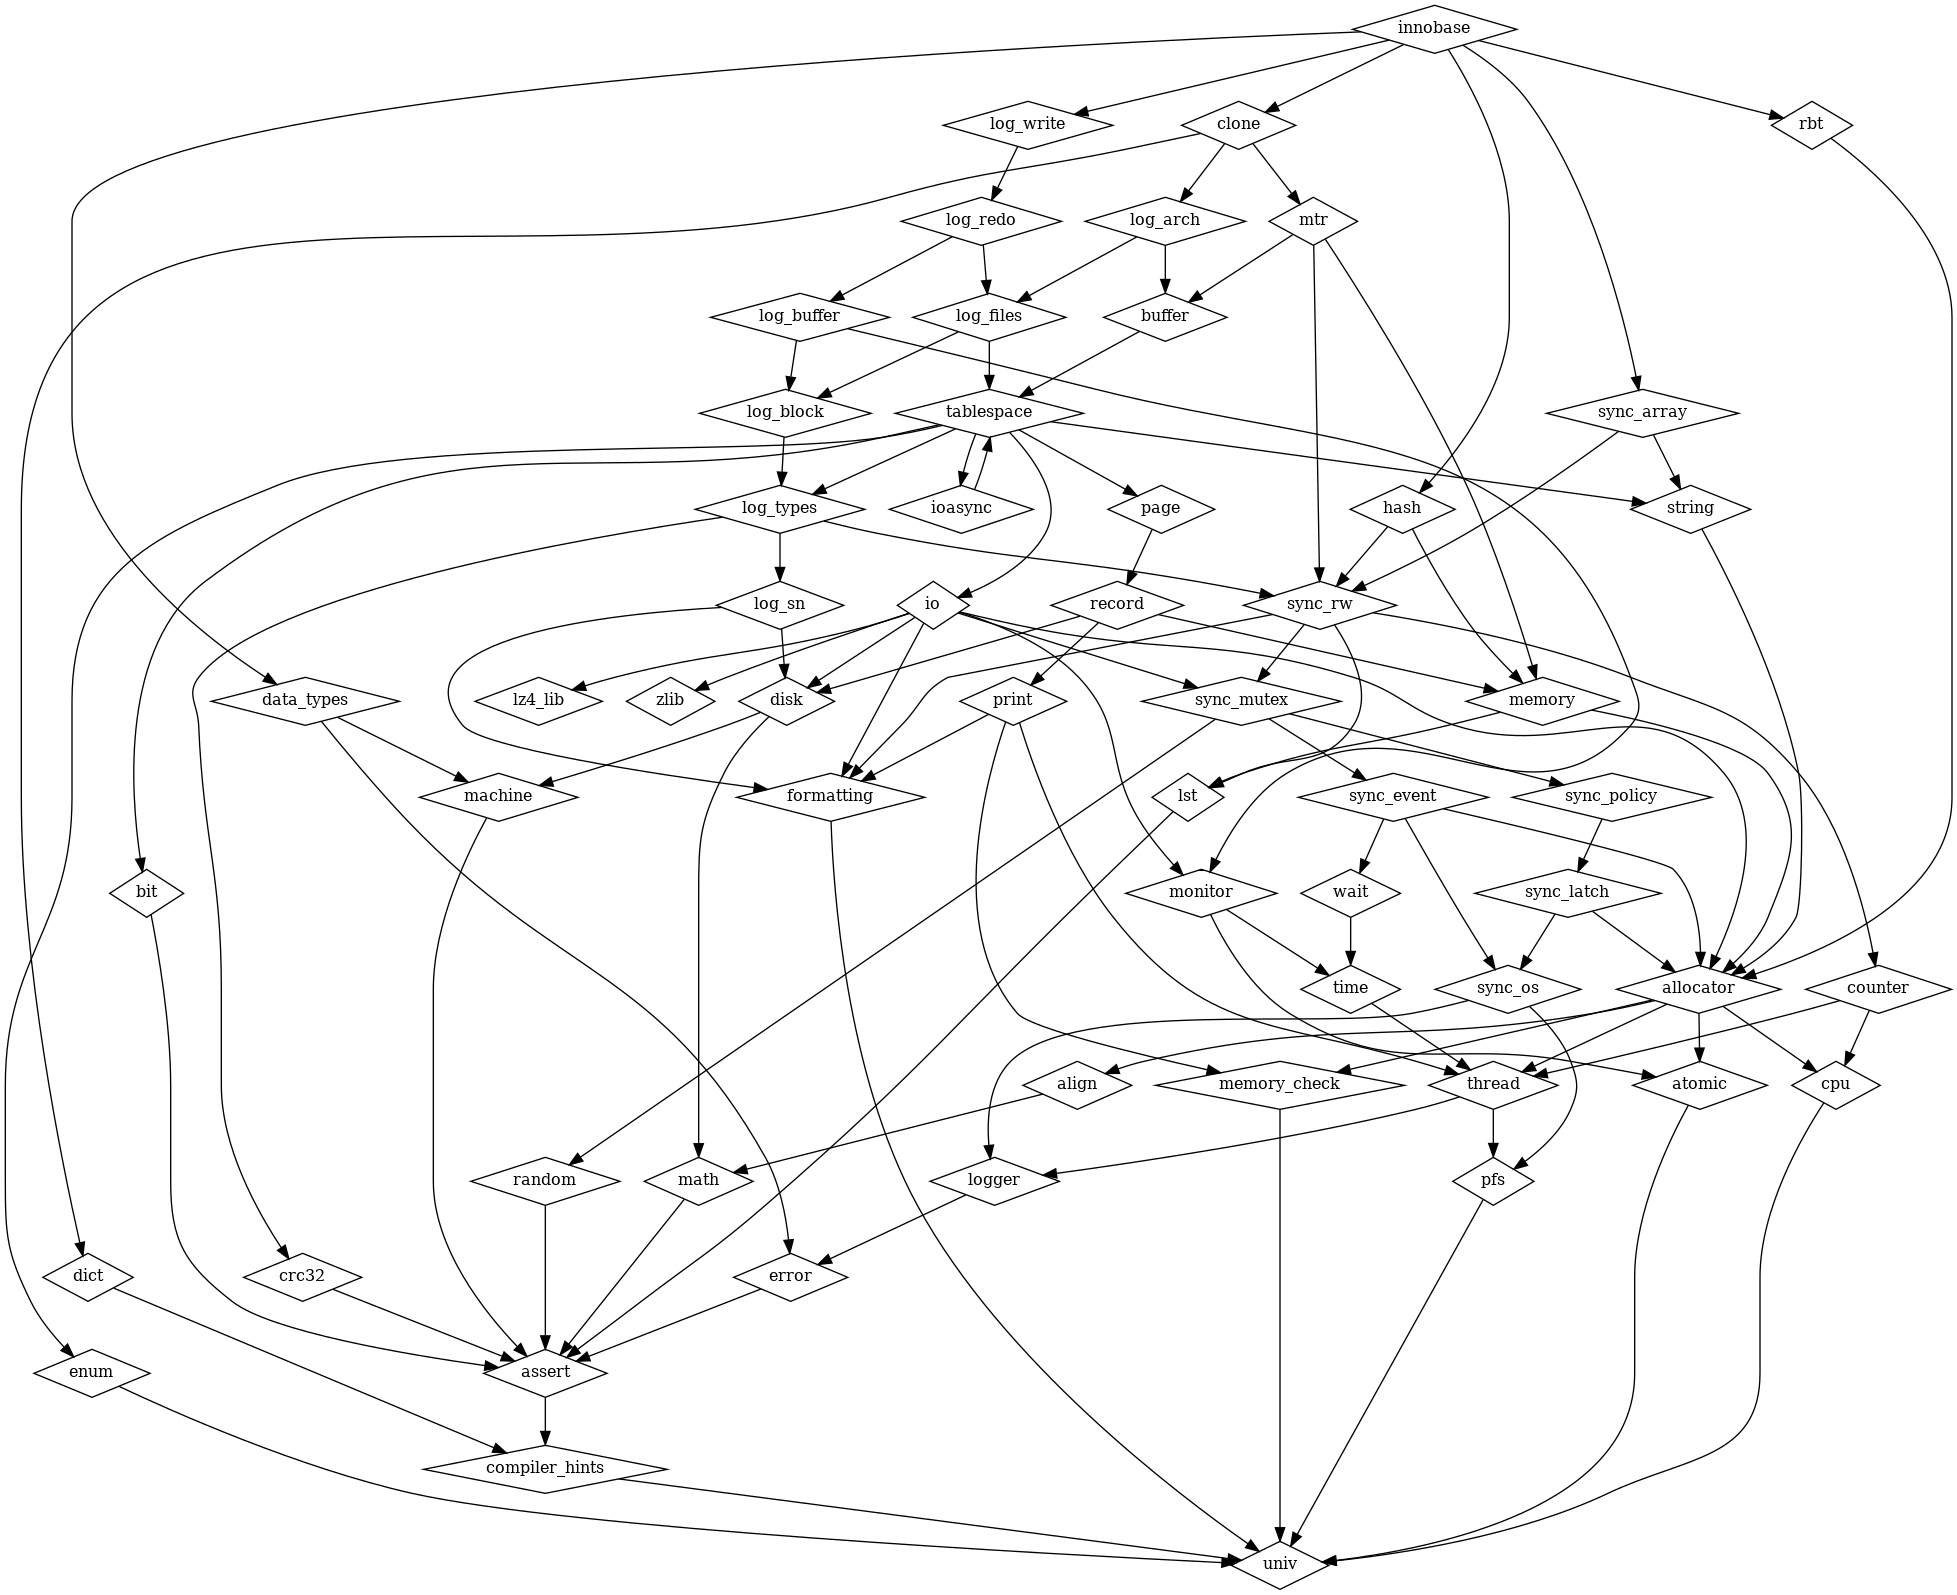 innobase
log_write
clone
rbt
log_redo
log_arch
mtr
log_buffer
log_files
buffer
log_block
tablespace
sync_array
log_types
ioasync
page
hash
string
log_sn
io
record
sync_rw
data_types
lz4_lib
zlib
disk
print
sync_mutex
memory
machine
formatting
lst
sync_event
sync_policy
bit
monitor
wait
sync_latch
time
sync_os
allocator
counter
align
memory_check
thread
atomic
cpu
random
math
logger
pfs
dict
crc32
error
enum
assert
compiler_hints
univ